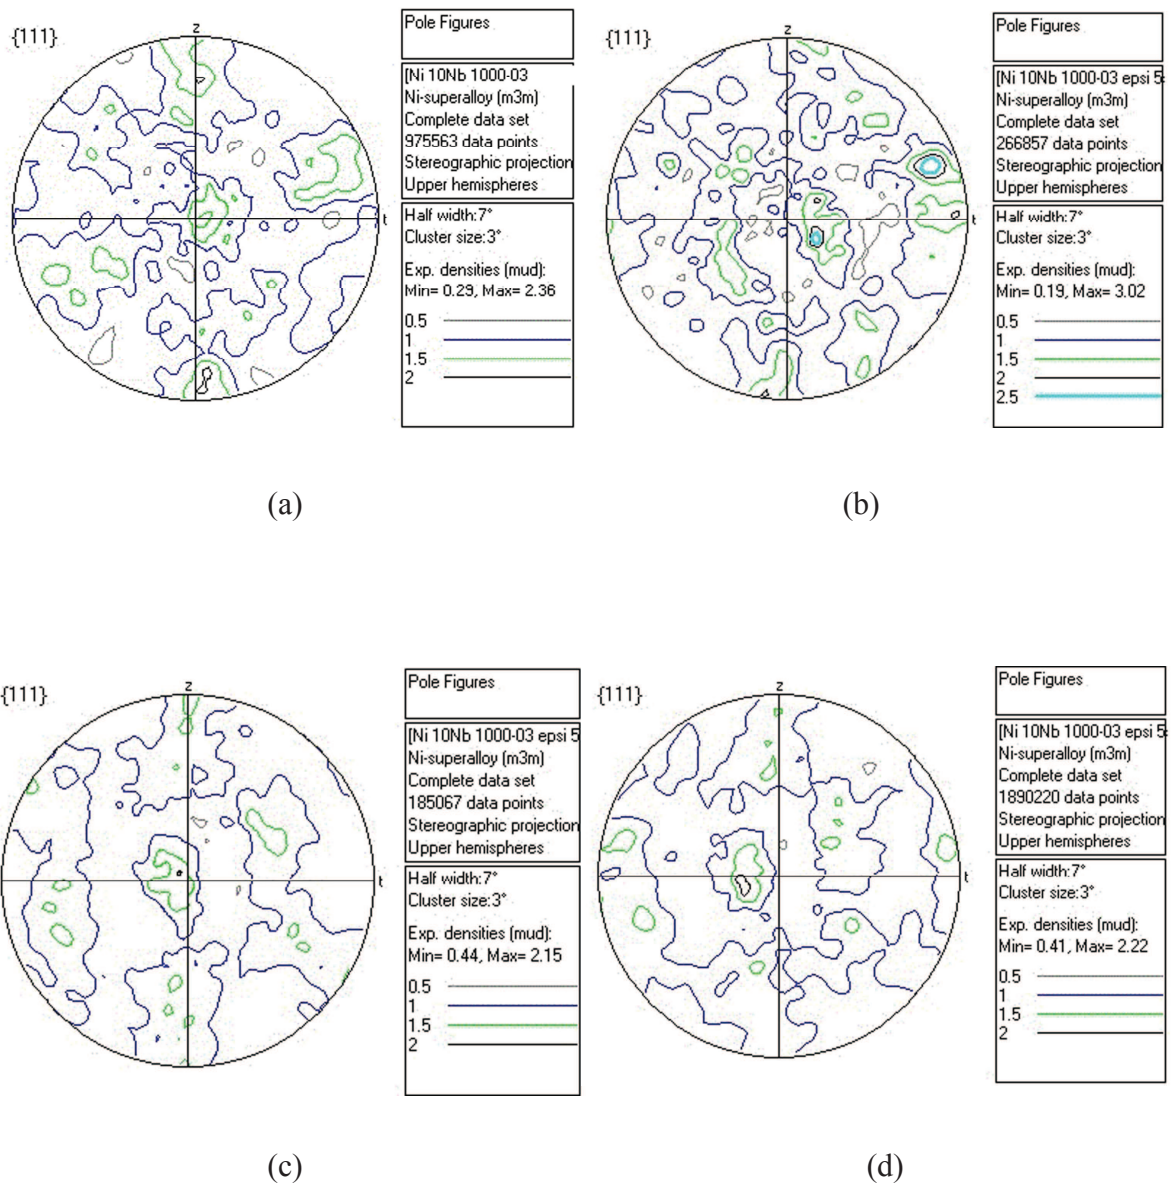 {111}
z
t
Pole Figures
[Ni 10Nb 1000-03
Ni-superalloy (m3m)
Complete data set
975563 data points
Stereographic projection
Upper hemispheres
Half width:7°
Cluster size:3°
Exp. densities (mud):
Min= 0.29, Max= 2.36
0.5
1
1.5
2
(a)
{111}
z
t
Pole Figures
[Ni 10Nb 1000-03 epsi 5
Ni-superalloy (m3m)
Complete data set
266857 data points
Stereographic projection
Upper hemispheres
Half width:7°
Cluster size:3°
Exp. densities (mud):
Min= 0.19, Max= 3.02
0.5
1
1.5
2
2.5
(b)
{111}
z
t
Pole Figures
[Ni 10Nb 1000-03 epsi 5
Ni-superalloy (m3m)
Complete data set
185067 data points
Stereographic projection
Upper hemispheres
Half width:7°
Cluster size:3°
Exp. densities (mud):
Min= 0.44, Max= 2.15
0.5
1
1.5
2
(c)
{111}
z
t
Pole Figures
[Ni 10Nb 1000-03 epsi 5
Ni-superalloy (m3m)
Complete data set
1890220 data points
Stereographic projection
Upper hemispheres
Half width:7°
Cluster size:3°
Exp. densities (mud):
Min= 0.41, Max= 2.22
0.5
1
1.5
2
(d)